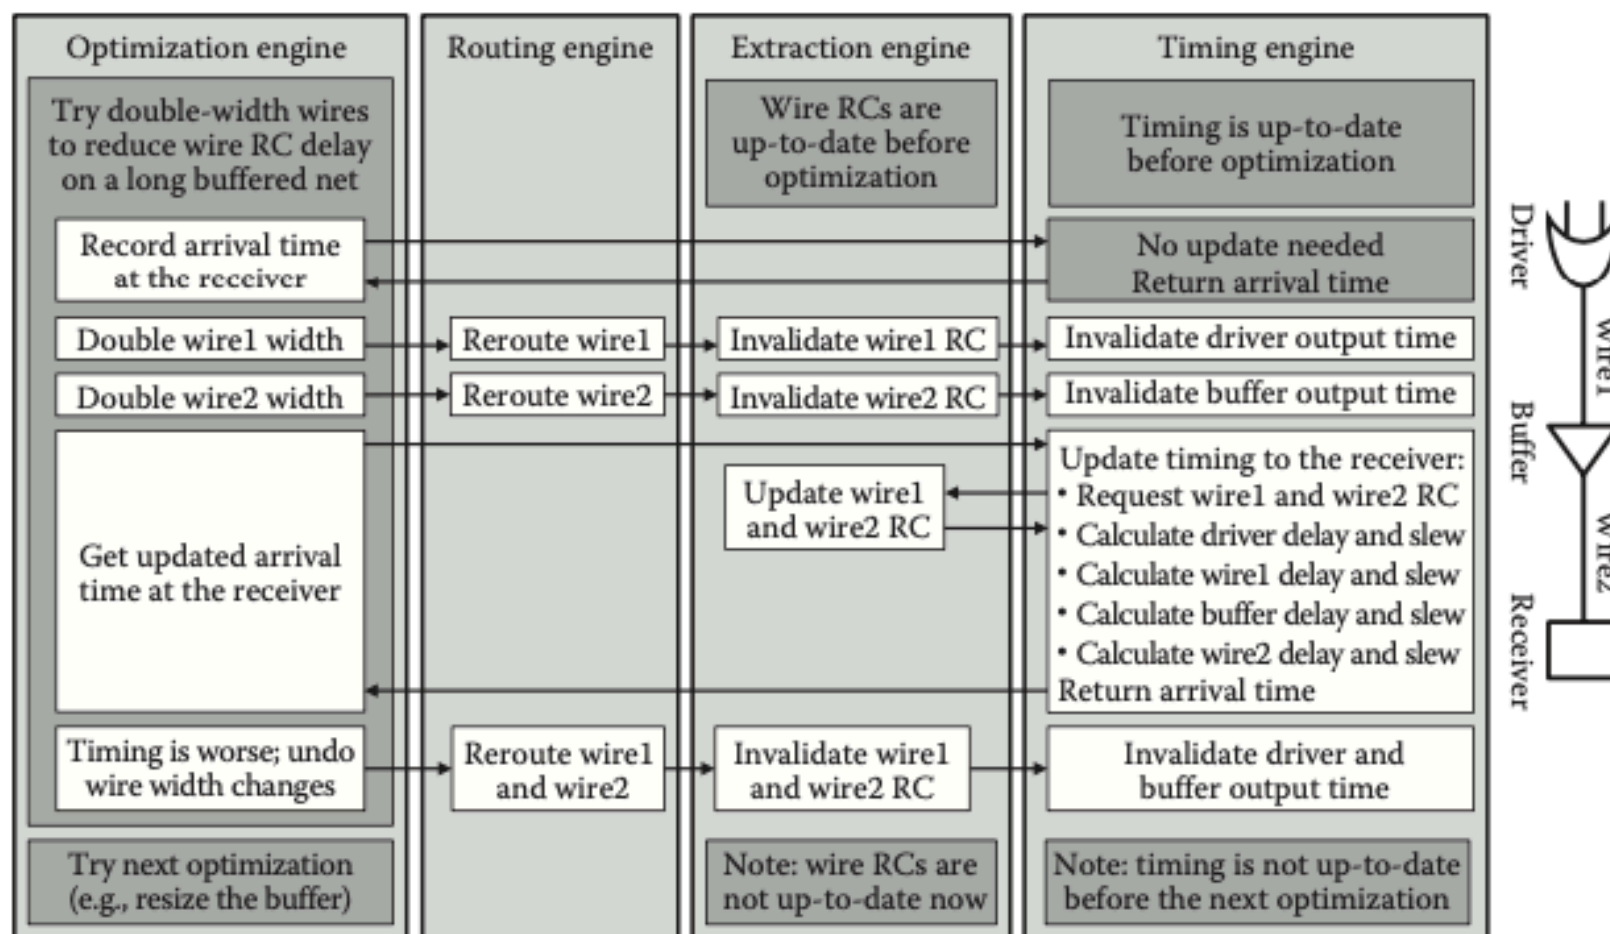 Optimization engine
Try double-width wires
to reduce wire RC delay
on a long buffered net
Record arrival time
at the receiver
Double wire1 width
Double wire2 width
Get updated arrival
time at the receiver
Timing is worse; undo
wire width changes
Try next optimization
(e.g., resize the buffer)
Routing engine
Reroute wire1
Reroute wire2
Reroute wire1
and wire2
Extraction engine
Wire RCs are
up-to-date before
optimization
Invalidate wire1 RC
Invalidate wire2 RC
Update wire1
and wire2 RC
Invalidate wire1
and wire2 RC
Note: wire RCs are
not up-to-date now
Timing engine
Timing is up-to-date
before optimization
No update needed
Return arrival time
Invalidate driver output time
Invalidate buffer output time
Update timing to the receiver:
• Request wire1 and wire2 RC
• Calculate driver delay and slew
• Calculate wire1 delay and slew
• Calculate buffer delay and slew
• Calculate wire2 delay and slew
Return arrival time
Invalidate driver and
buffer output time
Note: timing is not up-to-date
before the next optimization
Driver
Wire1
Buffer
Wire2
Receiver